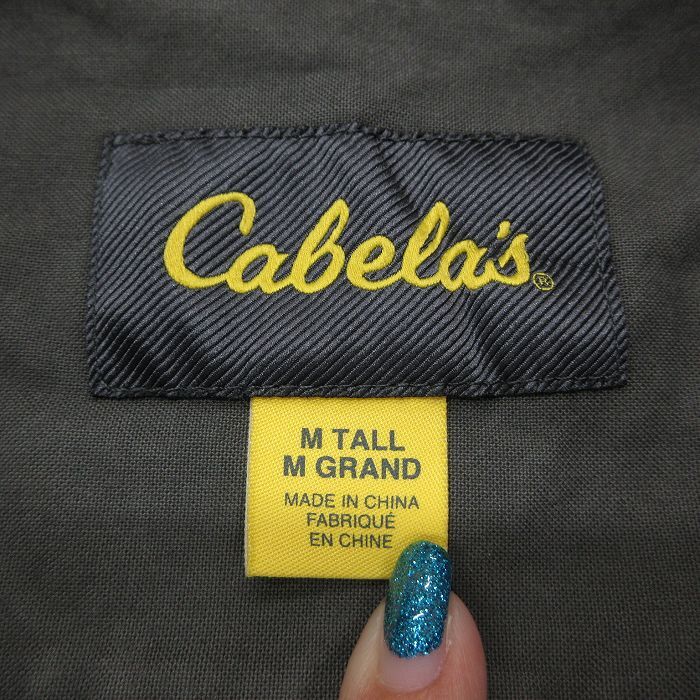 Cabela's®
M TALL
M GRAND
MADE IN CHINA
FABRIQUÉ
EN CHINE